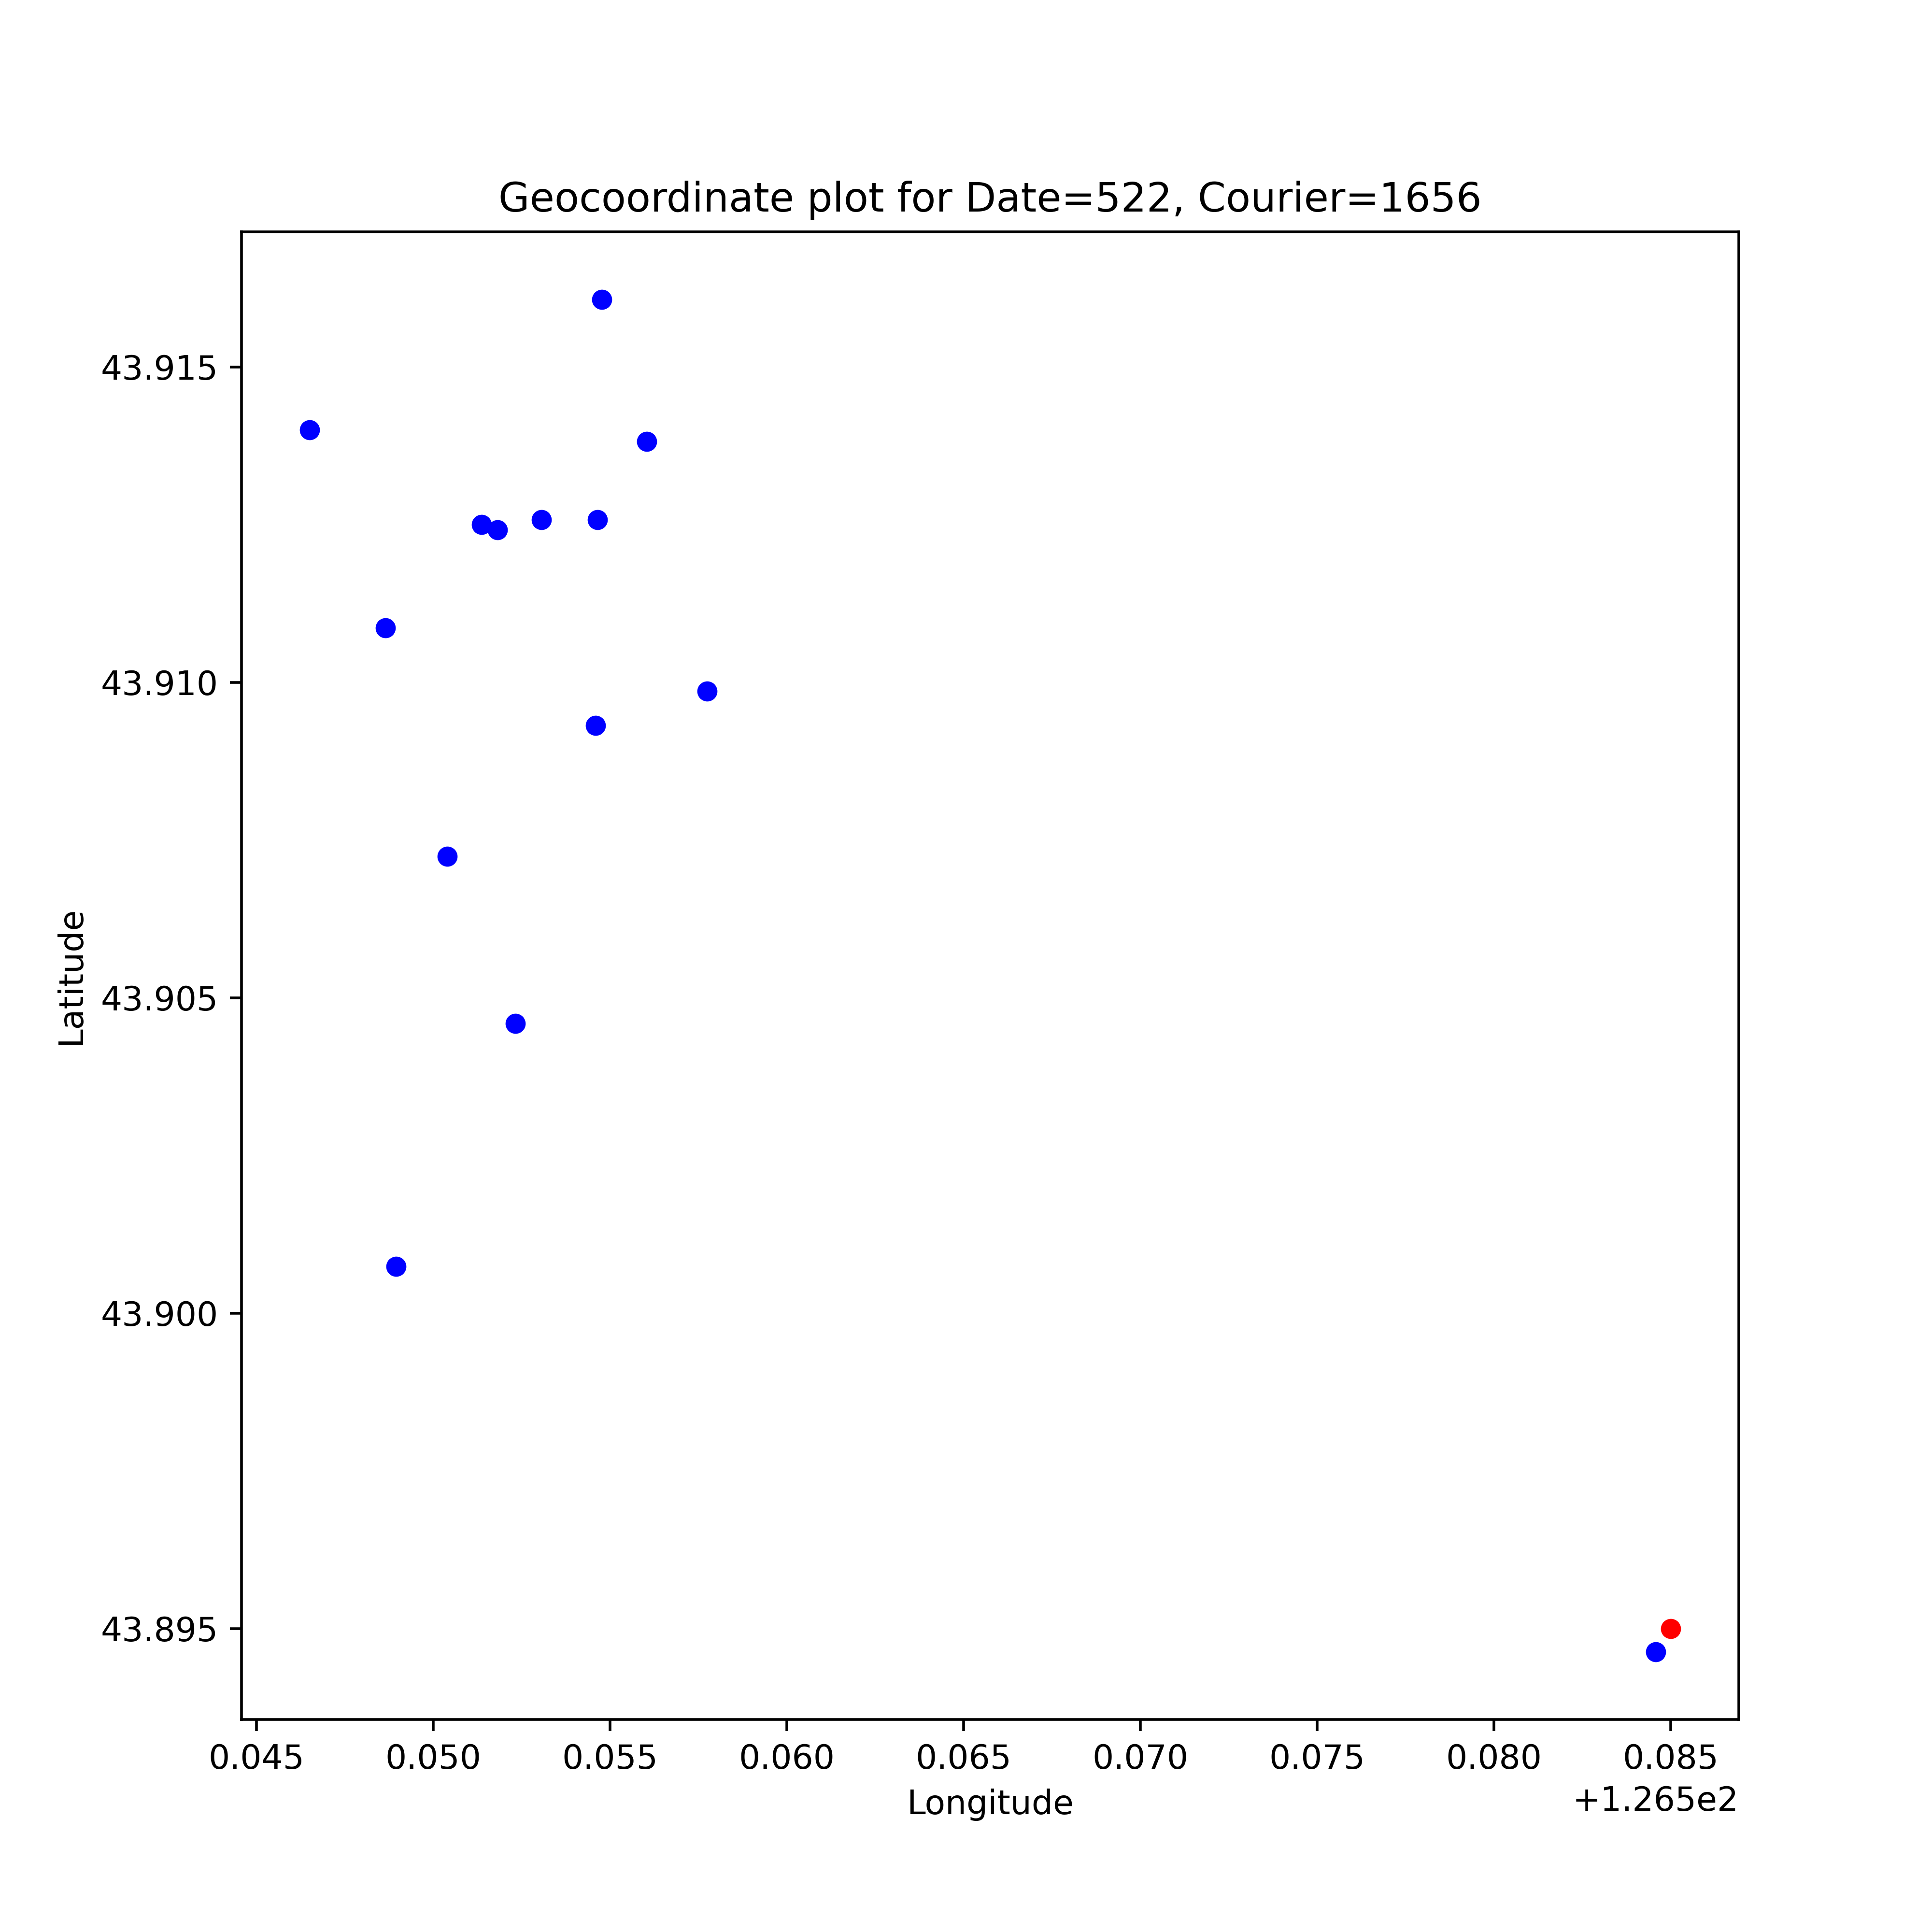 Geocoordinate plot for Date=522, Courier=1656
43.915
43.910
43.905
43.900
43.895
Latitude
0.045 0.050 0.055 0.060 0.065 0.070 0.075 0.080 0.085
+1.265e2
Longitude